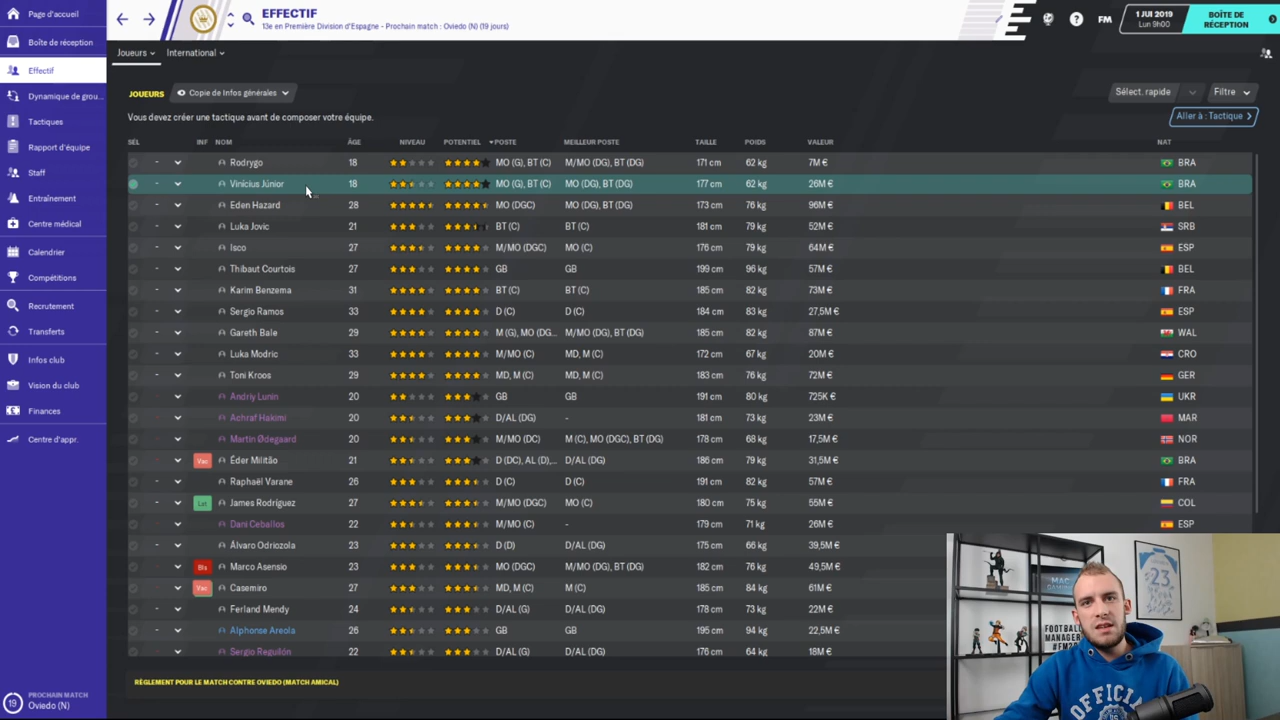 Page d'accueil
Boîte de réception
Effectif
Dynamique de grou...
Tactiques
Rapport d'équipe
Staff
Entraînement
Centre médical
Calendrier
Compétitions
Recrutement
Transferts
Infos club
Vision du club
Finances
Centre d'appr.
19 PROCHAIN MATCH
Oviedo (N)
EFFECTIF
13e en Première Division d'Espagne - Prochain match : Oviedo (N) (19 jours)
? FM
1 JUI 2019
Lun 9h00
BOÎTE DE
RÉCEPTION
Joueurs International
JOUEURS Copie de Infos générales Sélect. rapide Filtre
Vous devez créer une tactique avant de composer votre équipe. Aller à : Tactique
SÉL INF NOM ÂGE NIVEAU POTENTIEL POSTE MEILLEUR POSTE TAILLE POIDS VALEUR NAT
- Rodrygo 18 MO (G), BT (C) M/MO (DG), BT (DG) 171 cm 62 kg 7M € BRA
- Vinícius Júnior 18 MO (G), BT (C) MO (DG), BT (DG) 177 cm 62 kg 26M € BRA
- Eden Hazard 28 MO (DGC) MO (DG), BT (DG) 173 cm 76 kg 96M € BEL
- Luka Jovic 21 BT (C) BT (C) 181 cm 79 kg 52M € SRB
- Isco 27 M/MO (DGC) MO (C) 176 cm 79 kg 64M € ESP
- Thibaut Courtois 27 GB GB 199 cm 96 kg 57M € BEL
- Karim Benzema 31 BT (C) BT (C) 185 cm 82 kg 73M € FRA
- Sergio Ramos 33 D (C) D (C) 184 cm 83 kg 27,5M € ESP
- Gareth Bale 29 M (G), MO (DG... M/MO (DG), BT (DG) 185 cm 82 kg 87M € WAL
- Luka Modric 33 M/MO (C) MD, M (C) 172 cm 67 kg 20M € CRO
- Toni Kroos 29 MD, M (C) MD, M (C) 183 cm 76 kg 72M € GER
- Andriy Lunin 20 GB GB 191 cm 80 kg 725K € UKR
- Achraf Hakimi 20 D/AL (DG) - 181 cm 73 kg 23M € MAR
- Martin Ødegaard 20 M/MO (DC) M (C), MO (DGC), BT (DG) 178 cm 68 kg 17,5M € NOR
- Vac Éder Militão 21 D (DC), AL (D),... D/AL (DG) 186 cm 79 kg 31,5M € BRA
- Raphaël Varane 26 D (C) D (C) 191 cm 82 kg 57M € FRA
- Lst James Rodríguez 27 M/MO (DGC) MO (C) 180 cm 75 kg 55M € COL
- Dani Ceballos 22 M/MO (C) - 179 cm 71 kg 26M € ESP
- Álvaro Odriozola 23 D (D) D/AL (DG) 175 cm 66 kg 39,5M €
- Bls Marco Asensio 23 MO (DGC) M/MO (DG), BT (DG) 182 cm 76 kg 49,5M €
- Vac Casemiro 27 MD, M (C) M (C) 185 cm 84 kg 61M €
- Ferland Mendy 24 D/AL (G) D/AL (DG) 178 cm 73 kg 22M €
- Alphonse Areola 26 GB GB 195 cm 94 kg 22,5M €
- Sergio Reguilón 22 D/AL (G) D/AL (DG) 176 cm 64 kg 18M €
RÈGLEMENT POUR LE MATCH CONTRE OVIEDO (MATCH AMICAL)
23
FOOTBALL
MANAGER
OFFICIAL